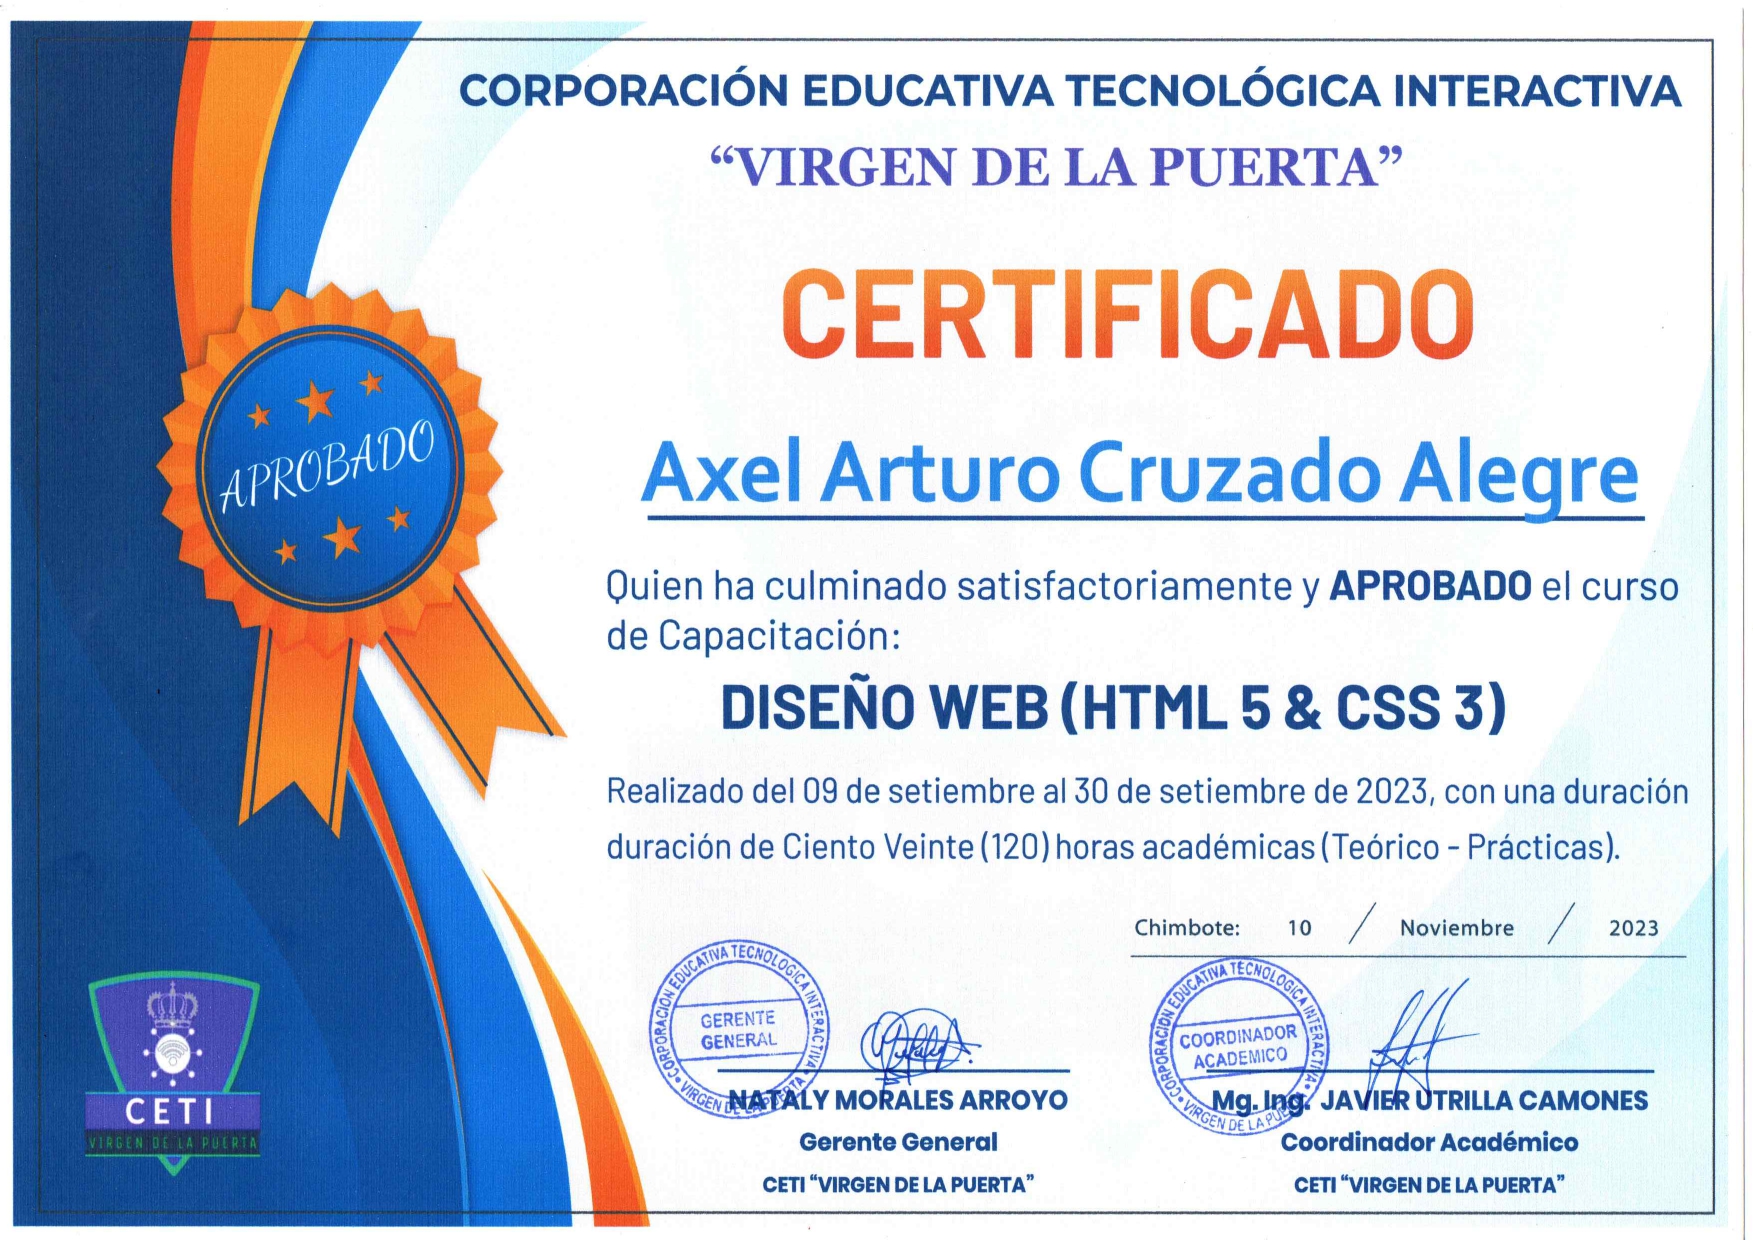 CORPORACIÓN EDUCATIVA TECNOLÓGICA INTERACTIVA
“VIRGEN DE LA PUERTA”
CERTIFICADO
APROBADO
Axel Arturo Cruzado Alegre
Quien ha culminado satisfactoriamente y APROBADO el curso
de Capacitación:
DISEÑO WEB (HTML 5 & CSS 3)
Realizado del 09 de setiembre al 30 de setiembre de 2023, con una duración
duración de Ciento Veinte (120) horas académicas (Teórico - Prácticas).
Chimbote: 10 / Noviembre / 2023
CORPORACION EDUCATIVA TECNOLOGICA INTERACTIVA
VIRGEN DE LA PUERTA
GERENTE
GENERAL
NATALY MORALES ARROYO
Gerente General
CETI “VIRGEN DE LA PUERTA”
CORPORACION EDUCATIVA TECNOLOGICA INTERACTIVA
VIRGEN DE LA PUERTA
COORDINADOR
ACADEMICO
Mg. Ing. JAVIER UTRILLA CAMONES
Coordinador Académico
CETI “VIRGEN DE LA PUERTA”
CETI
VIRGEN DE LA PUERTA